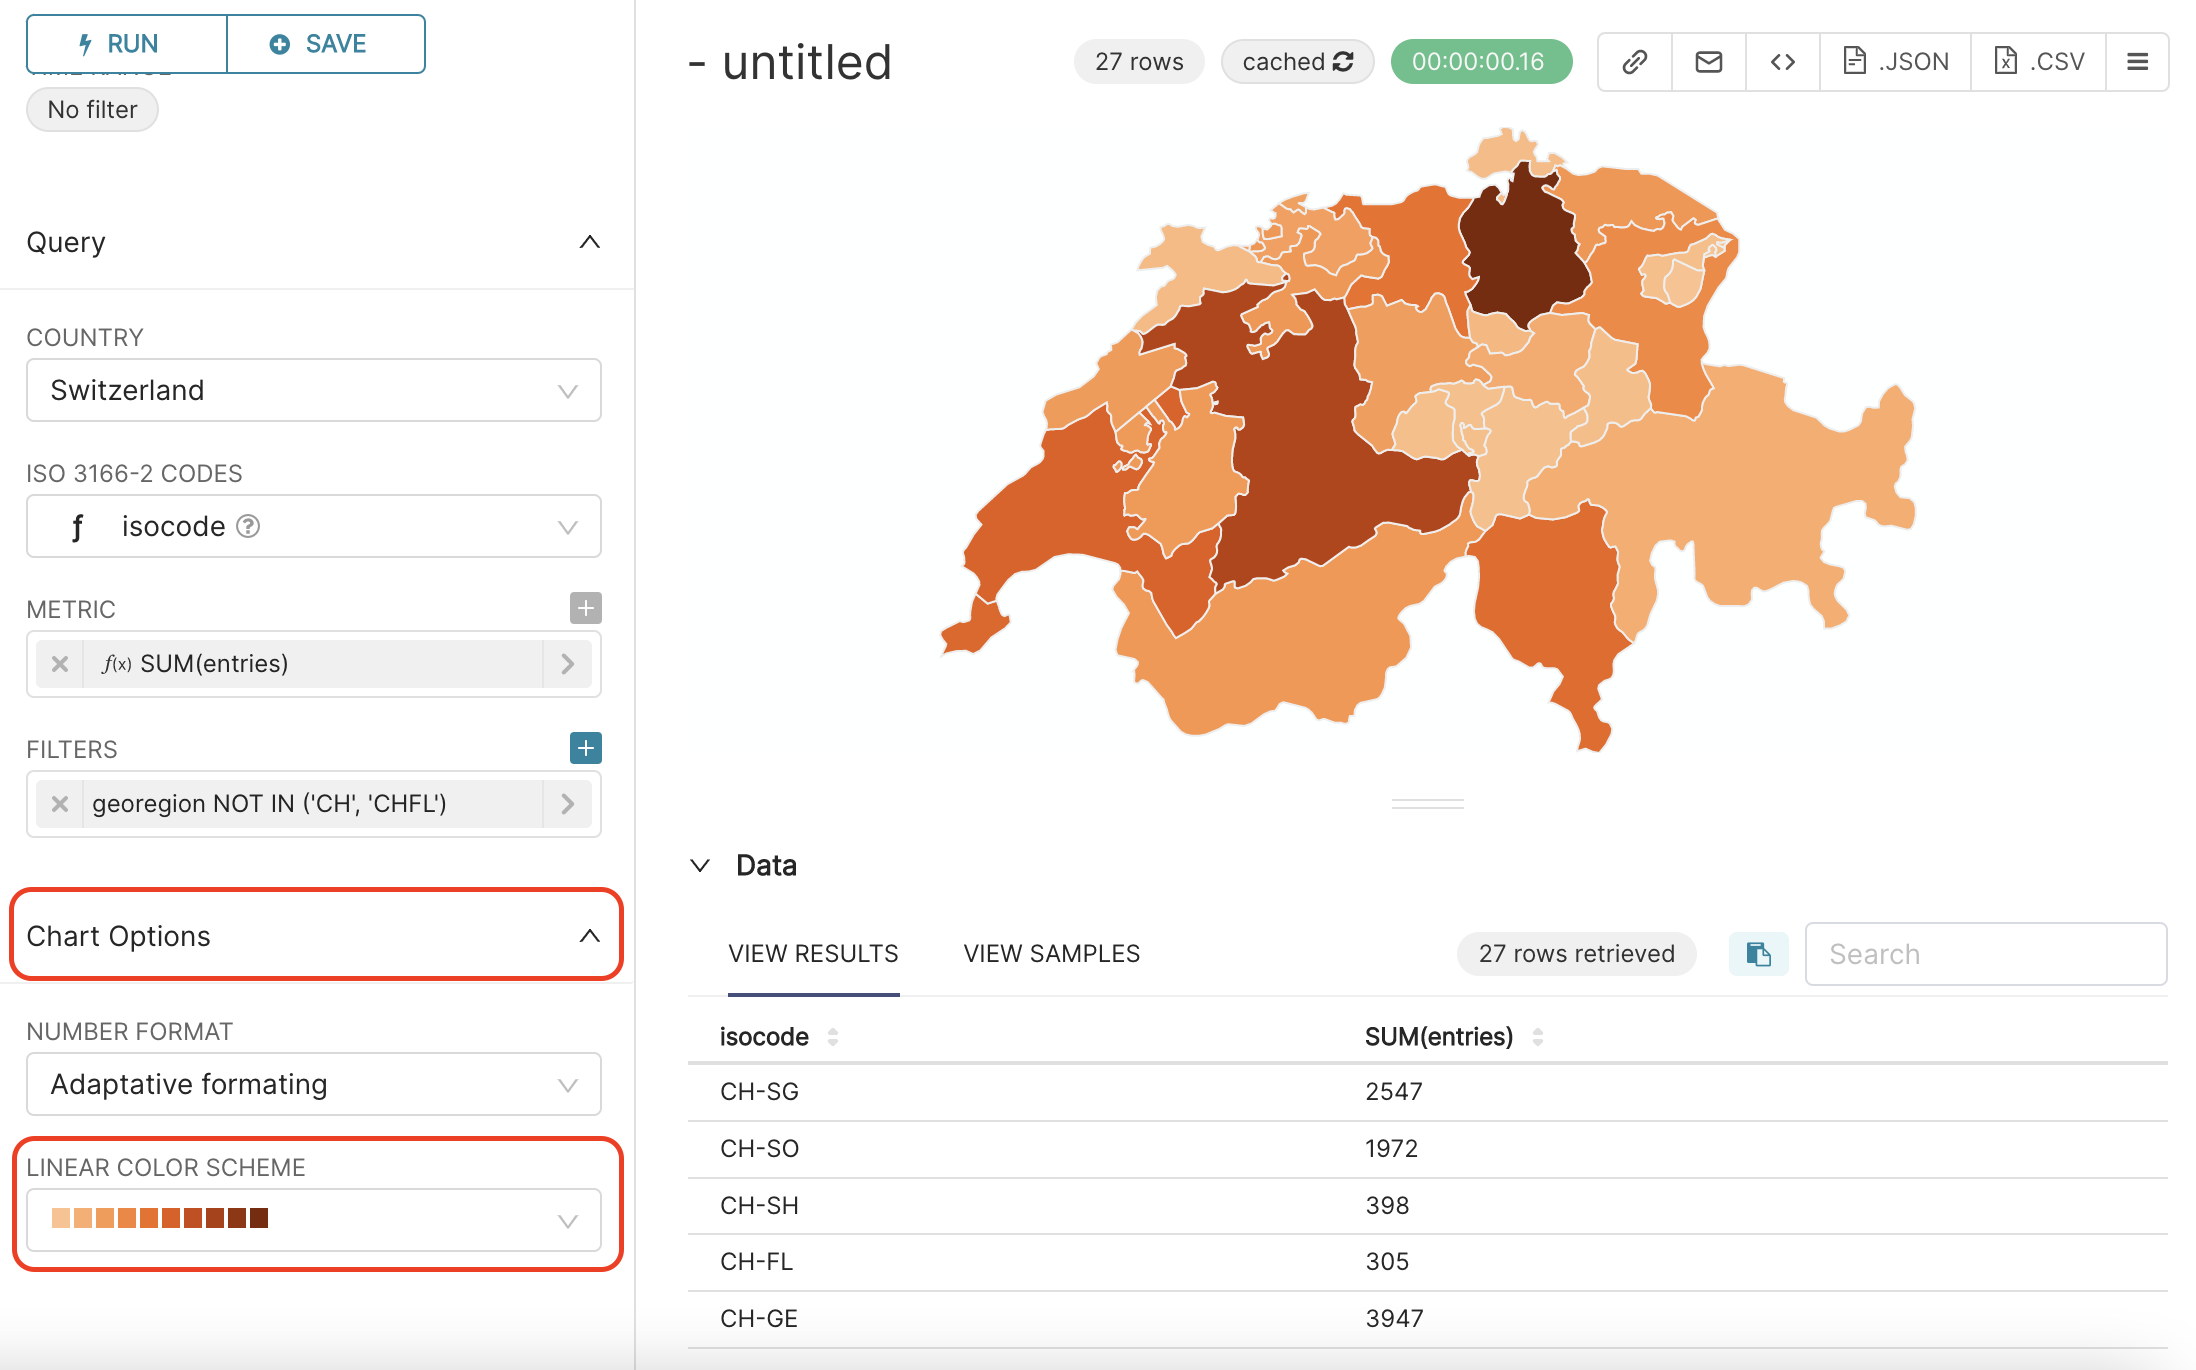 RUN
SAVE
No filter
Query
COUNTRY
Switzerland
ISO 3166-2 CODES
ƒ isocode ?
METRIC
f(x) SUM(entries)
FILTERS
georegion NOT IN ('CH', 'CHFL')
Chart Options
NUMBER FORMAT
Adaptative formating
LINEAR COLOR SCHEME
- untitled
27 rows
cached
00:00:00.16
.JSON
.CSV
Data
VIEW RESULTS
VIEW SAMPLES
27 rows retrieved
Search
isocode SUM(entries)
CH-SG 2547
CH-SO 1972
CH-SH 398
CH-FL 305
CH-GE 3947